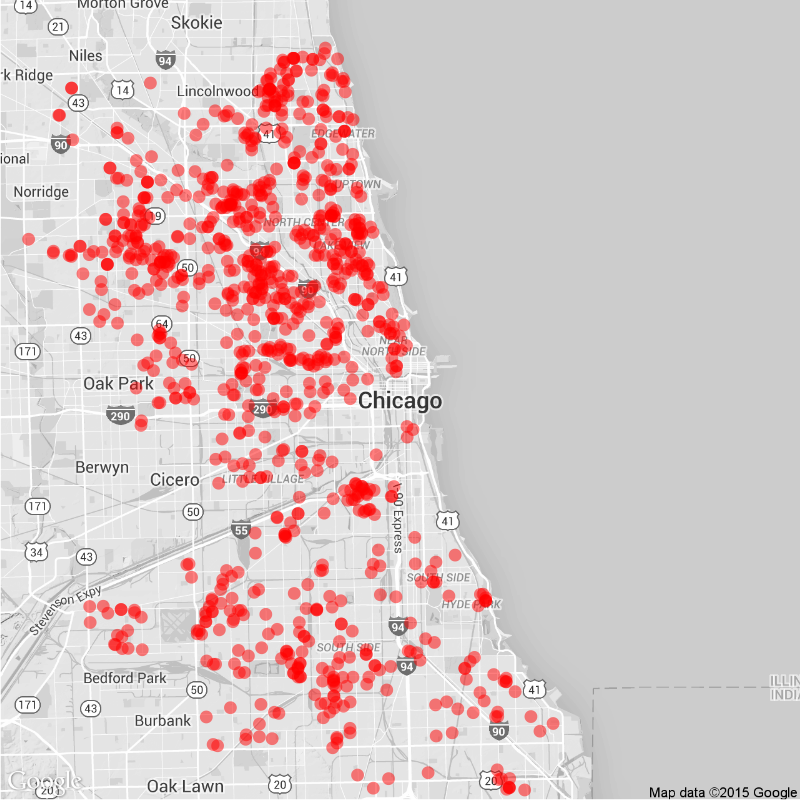 14
Morton Grove
21
Skokie
Niles
94
rk Ridge
14
Lincolnwood
43
41
EDGEWATER
90
ional
UPTOWN
Norridge
19
NORTH CENTER
LAKEVIEW
90
50
41
90
64
43
NEAR
NORTH SIDE
171
50
Oak Park
290
290
Chicago
Berwyn
Cicero
LITTLE VILLAGE
I-90 Express
171
50
41
55
34
43
SOUTH SIDE
Stevenson Expy
HYDE PARK
94
SOUTH SIDE
94
Bedford Park
ILLIN
INDIA
50
41
171
43
Burbank
90
Google
20
Oak Lawn
20
20
Map data ©2015 Google